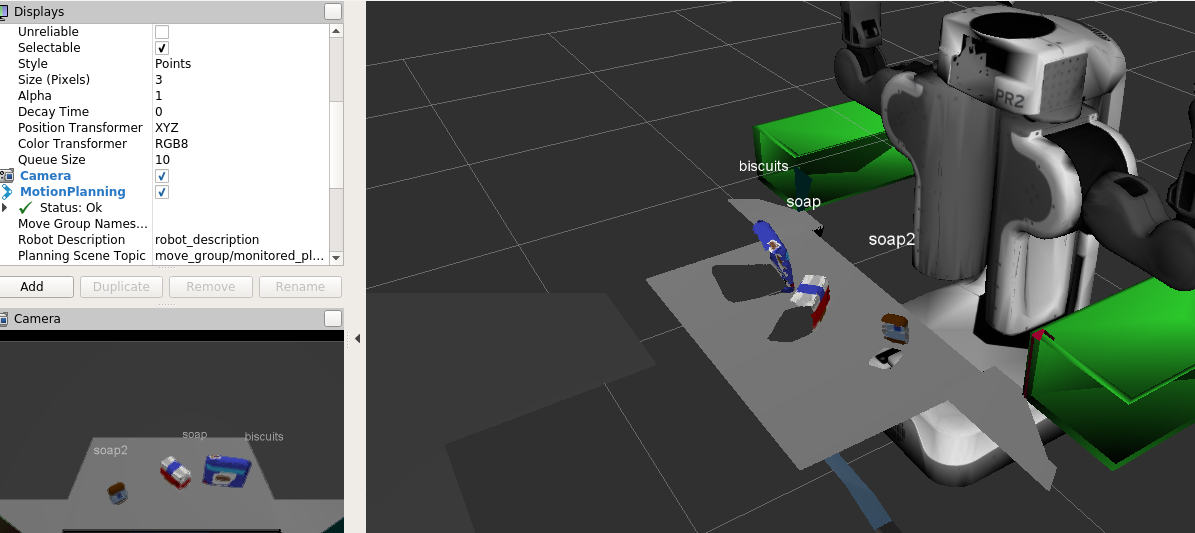 Displays
Unreliable
Selectable
Style Points
Size (Pixels) 3
Alpha 1
Decay Time 0
Position Transformer XYZ
Color Transformer RGB8
Queue Size 10
Camera
MotionPlanning
Status: Ok
Move Group Names...
Robot Description robot_description
Planning Scene Topic move_group/monitored_pl...
Add Duplicate Remove Rename
Camera
soap2
soap
biscuits
biscuits
soap
soap2
PR2